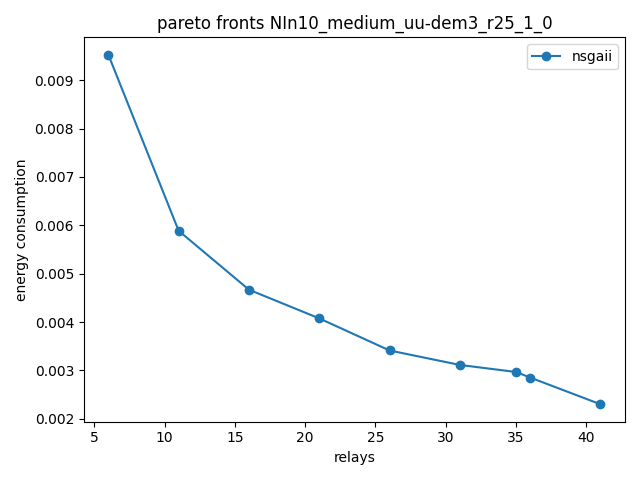 pareto fronts NIn10_medium_uu-dem3_r25_1_0
nsgaii
energy consumption
0.009
0.008
0.007
0.006
0.005
0.004
0.003
0.002
5 10 15 20 25 30 35 40
relays